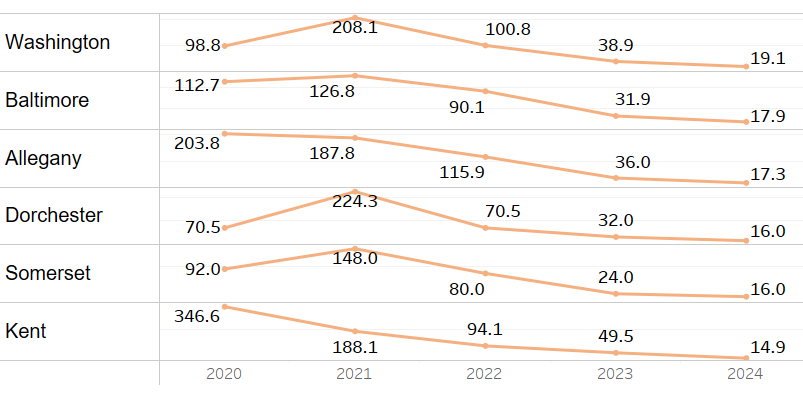 Washington 98.8 208.1 100.8 38.9 19.1
Baltimore 112.7 126.8 90.1 31.9 17.9
Allegany 203.8 187.8 115.9 36.0 17.3
Dorchester 70.5 224.3 70.5 32.0 16.0
Somerset 92.0 148.0 80.0 24.0 16.0
Kent 346.6 188.1 94.1 49.5 14.9
2020 2021 2022 2023 2024